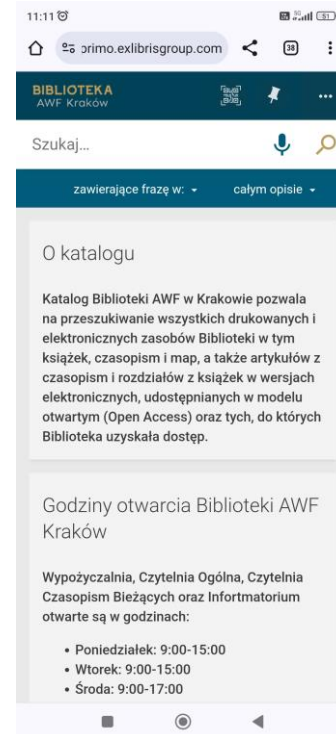 11:11
primo.exlibrisgroup.com
38
BIBLIOTEKA
AWF Kraków
Szukaj...
zawierające frazę w:
całym opisie
O katalogu
Katalog Biblioteki AWF w Krakowie pozwala
na przeszukiwanie wszystkich drukowanych i
elektronicznych zasobów Biblioteki w tym
książek, czasopism i map, a także artykułów z
czasopism i rozdziałów z książek w wersjach
elektronicznych, udostępnianych w modelu
otwartym (Open Access) oraz tych, do których
Biblioteka uzyskała dostęp.
Godziny otwarcia Biblioteki AWF
Kraków
Wypożyczalnia, Czytelnia Ogólna, Czytelnia
Czasopism Bieżących oraz Infortmatorium
otwarte są w godzinach:
• Poniedziałek: 9:00-15:00
• Wtorek: 9:00-15:00
• Środa: 9:00-17:00